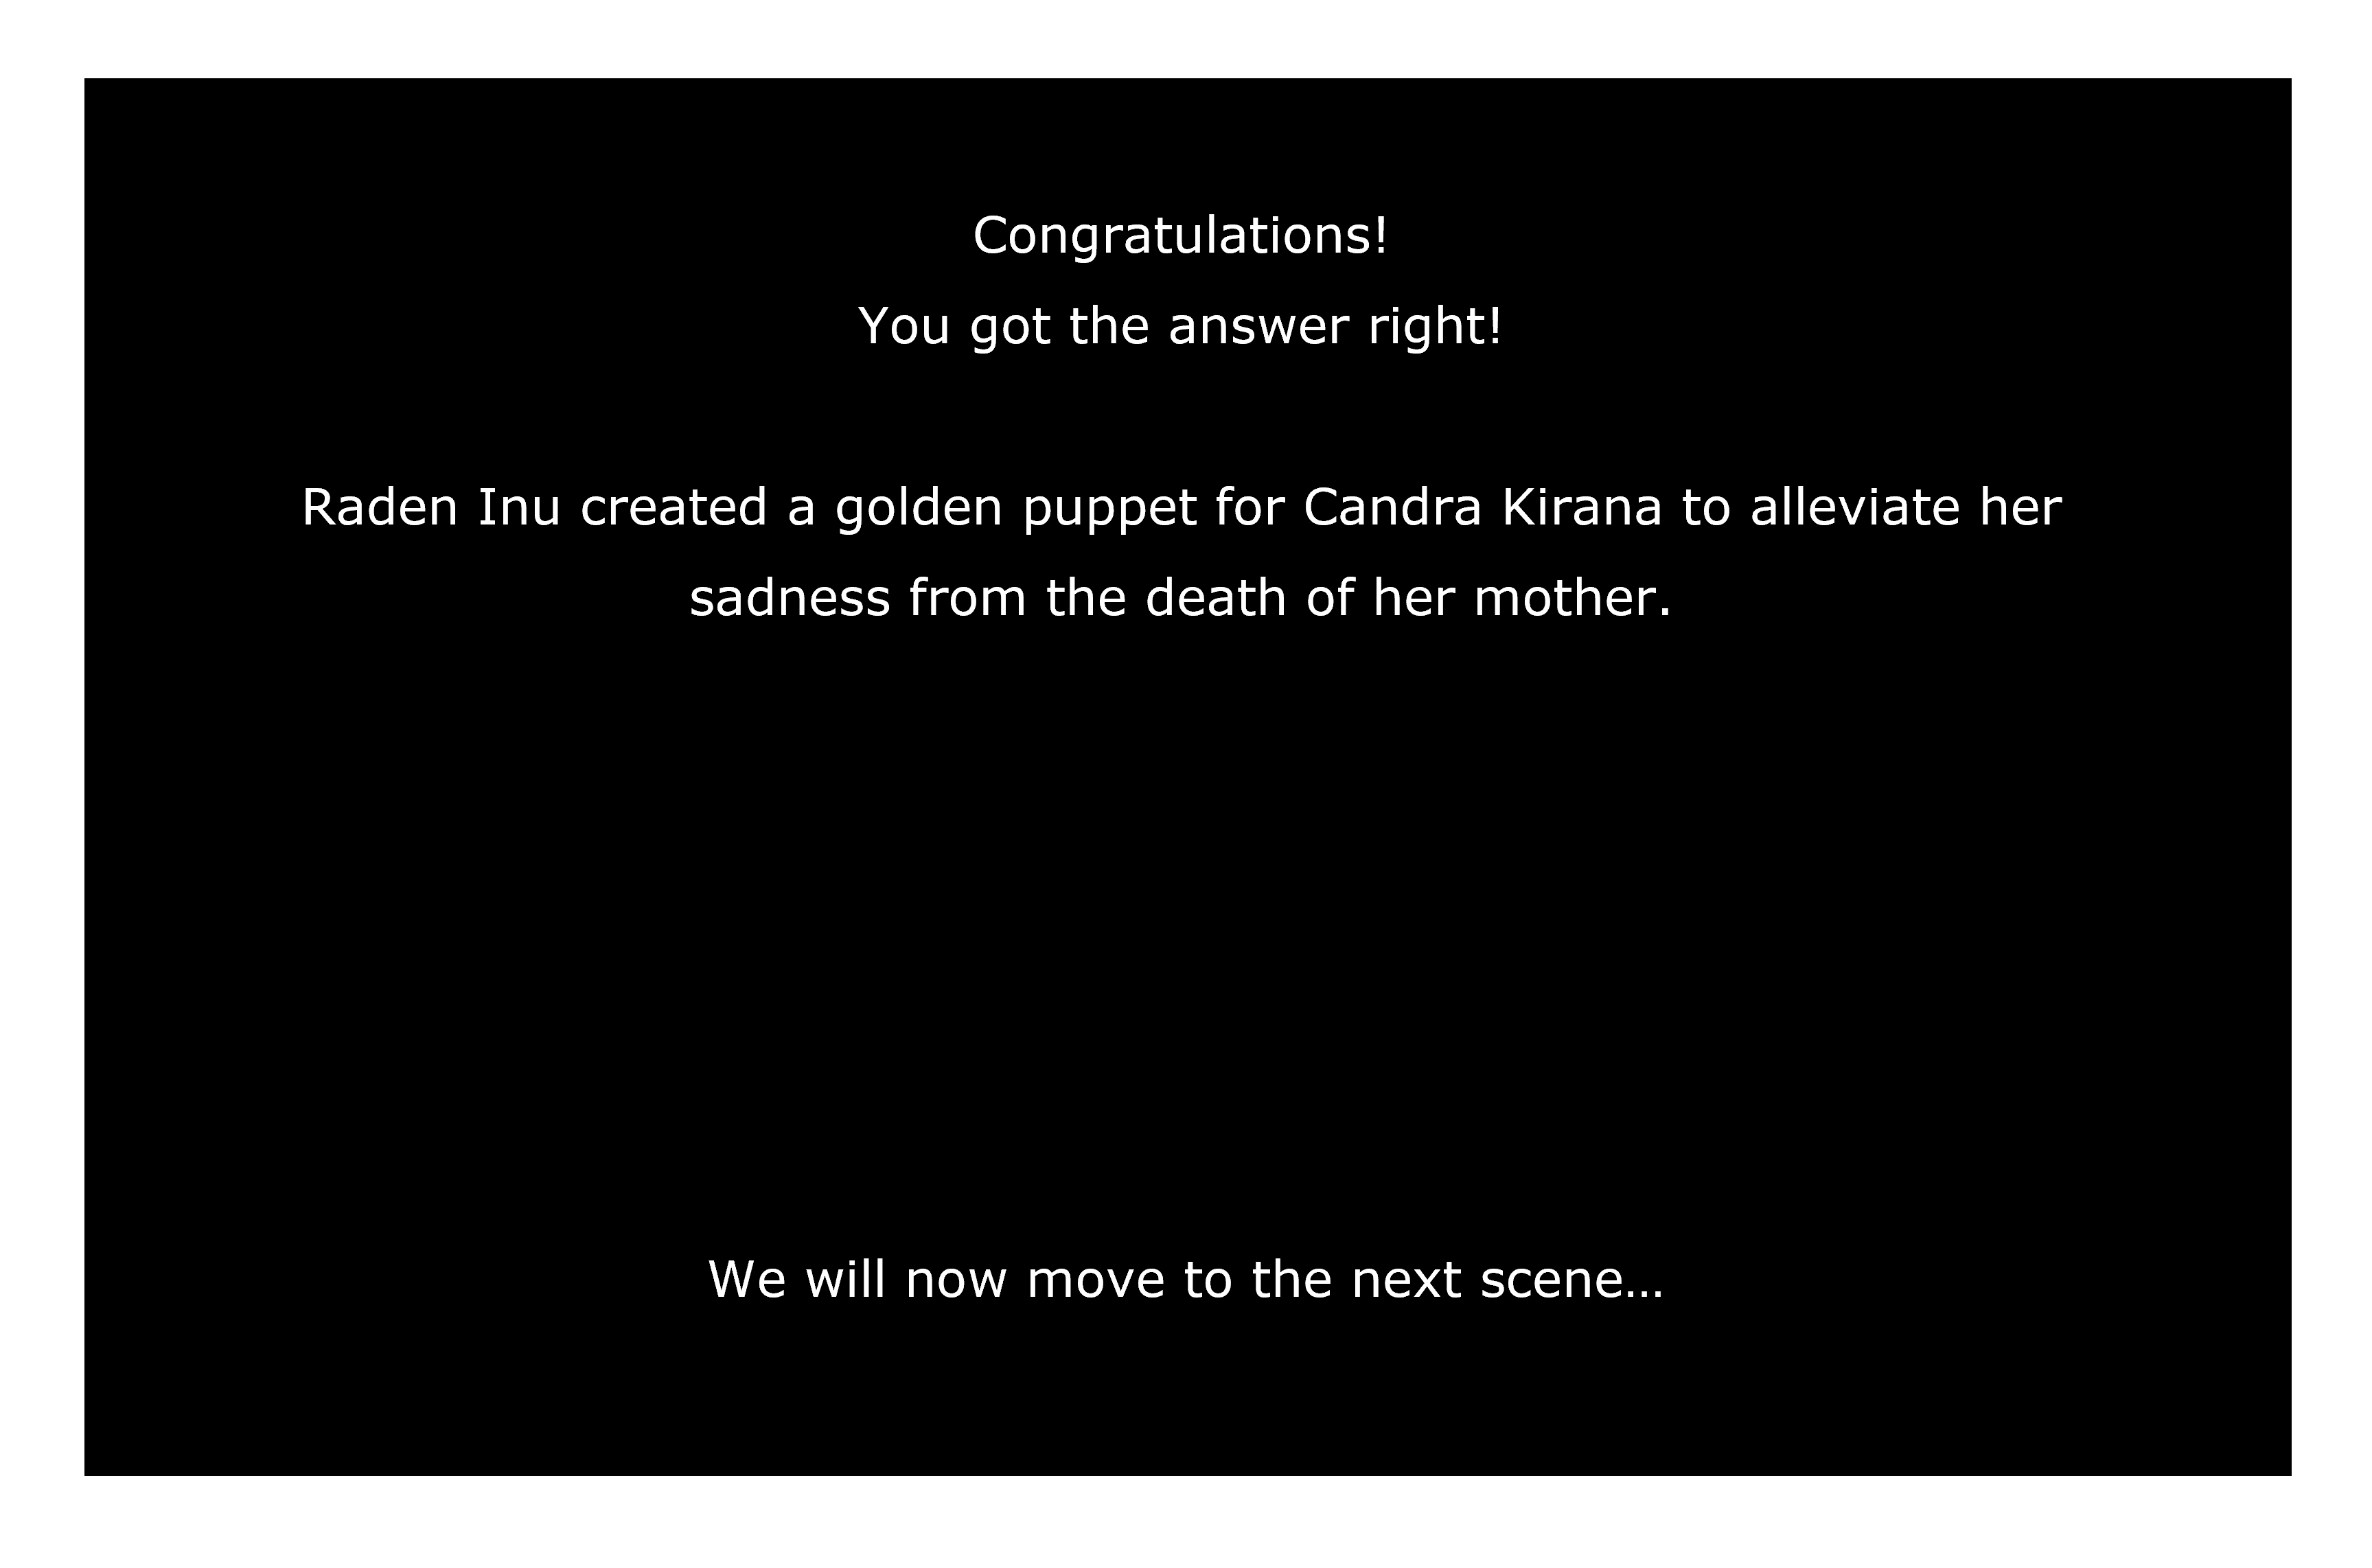 Congratulations!
You got the answer right!
Raden Inu created a golden puppet for Candra Kirana to alleviate her
sadness from the death of her mother.
We will now move to the next scene…